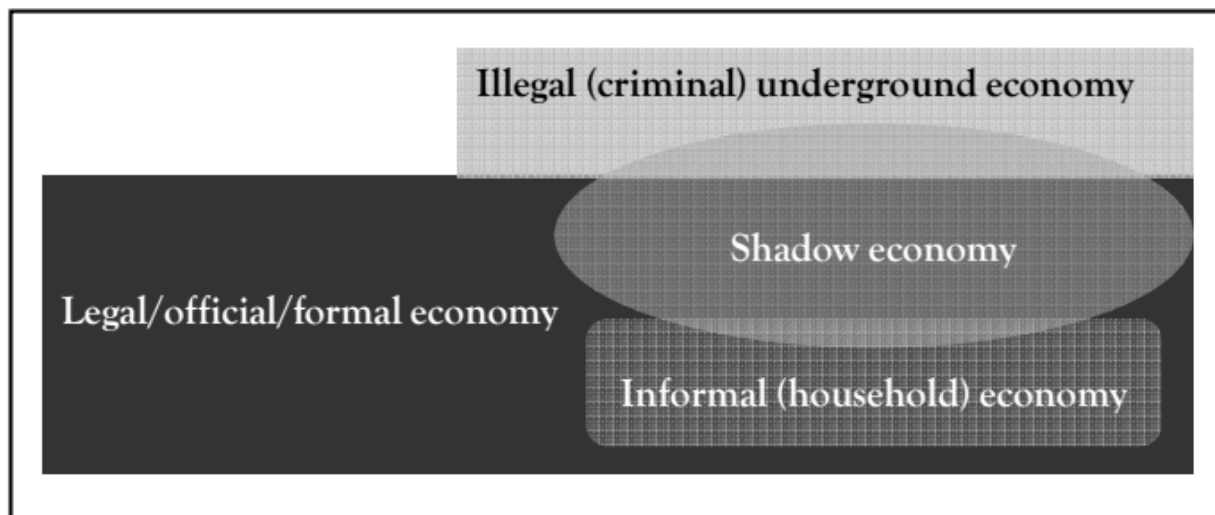 Illegal (criminal) underground economy
Shadow economy
Legal/official/formal economy
Informal (household) economy